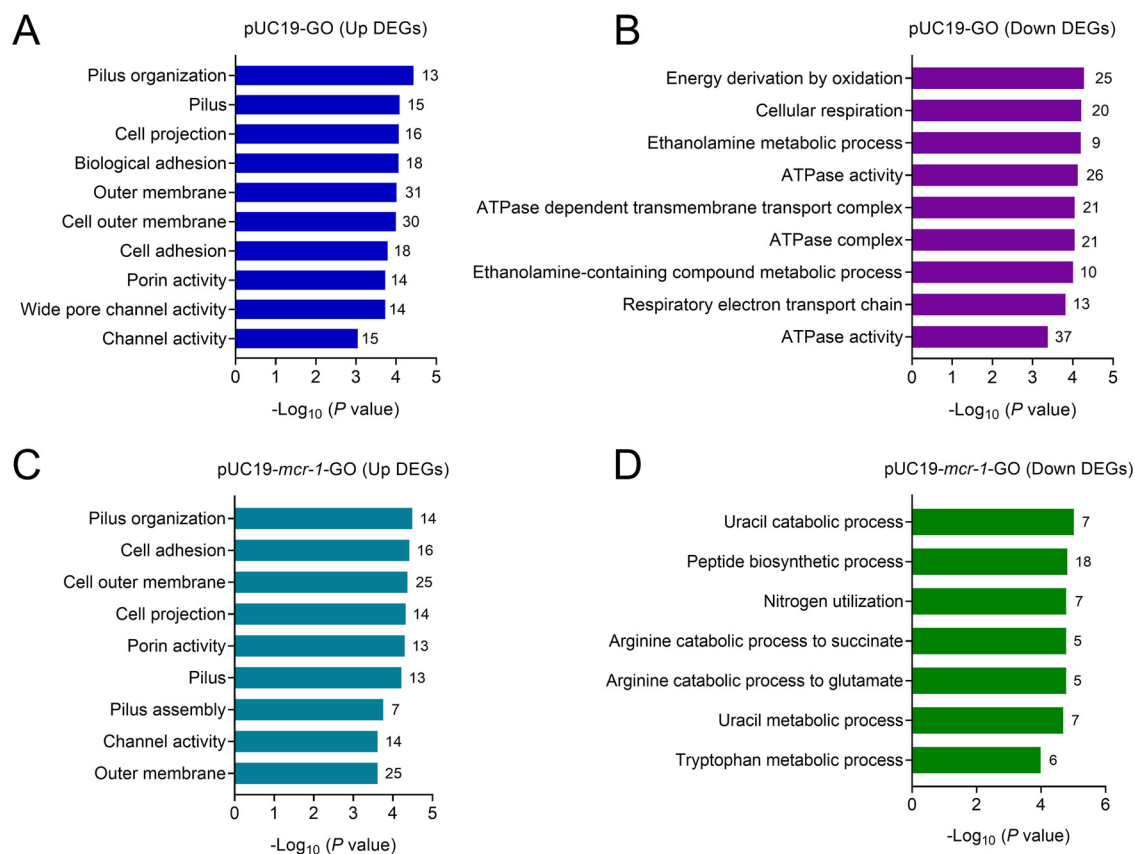 A
pUC19-GO (Up DEGs)
Pilus organization 13
Pilus 15
Cell projection 16
Biological adhesion 18
Outer membrane 31
Cell outer membrane 30
Cell adhesion 18
Porin activity 14
Wide pore channel activity 14
Channel activity 15
0 1 2 3 4 5
-Log10 (P value)
B
pUC19-GO (Down DEGs)
Energy derivation by oxidation 25
Cellular respiration 20
Ethanolamine metabolic process 9
ATPase activity 26
ATPase dependent transmembrane transport complex 21
ATPase complex 21
Ethanolamine-containing compound metabolic process 10
Respiratory electron transport chain 13
ATPase activity 37
0 1 2 3 4 5
-Log10 (P value)
C
pUC19-mcr-1-GO (Up DEGs)
Pilus organization 14
Cell adhesion 16
Cell outer membrane 25
Cell projection 14
Porin activity 13
Pilus 13
Pilus assembly 7
Channel activity 14
Outer membrane 25
0 1 2 3 4 5
-Log10 (P value)
D
pUC19-mcr-1-GO (Down DEGs)
Uracil catabolic process 7
Peptide biosynthetic process 18
Nitrogen utilization 7
Arginine catabolic process to succinate 5
Arginine catabolic process to glutamate 5
Uracil metabolic process 7
Tryptophan metabolic process 6
0 2 4 6
-Log10 (P value)